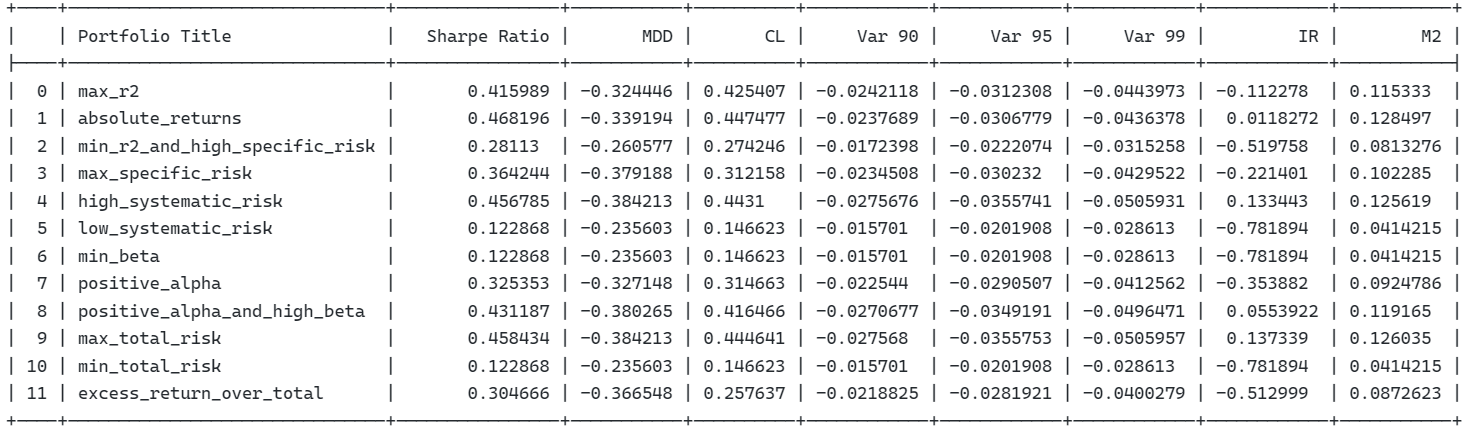 | | Portfolio Title | Sharpe Ratio | MDD | CL | Var 90 | Var 95 | Var 99 | IR | M2 |
| 0 | max_r2 | 0.415989 | −0.324446 | 0.425407 | −0.0242118 | −0.0312308 | −0.0443973 | −0.112278 | 0.115333 |
| 1 | absolute_returns | 0.468196 | −0.339194 | 0.447477 | −0.0237689 | −0.0306779 | −0.0436378 | 0.0118272 | 0.128497 |
| 2 | min_r2_and_high_specific_risk | 0.28113 | −0.260577 | 0.274246 | −0.0172398 | −0.0222074 | −0.0315258 | −0.519758 | 0.0813276 |
| 3 | max_specific_risk | 0.364244 | −0.379188 | 0.312158 | −0.0234508 | −0.030232 | −0.0429522 | −0.221401 | 0.102285 |
| 4 | high_systematic_risk | 0.456785 | −0.384213 | 0.4431 | −0.0275676 | −0.0355741 | −0.0505931 | 0.133443 | 0.125619 |
| 5 | low_systematic_risk | 0.122868 | −0.235603 | 0.146623 | −0.015701 | −0.0201908 | −0.028613 | −0.781894 | 0.0414215 |
| 6 | min_beta | 0.122868 | −0.235603 | 0.146623 | −0.015701 | −0.0201908 | −0.028613 | −0.781894 | 0.0414215 |
| 7 | positive_alpha | 0.325353 | −0.327148 | 0.314663 | −0.022544 | −0.0290507 | −0.0412562 | −0.353882 | 0.0924786 |
| 8 | positive_alpha_and_high_beta | 0.431187 | −0.380265 | 0.416466 | −0.0270677 | −0.0349191 | −0.0496471 | 0.0553922 | 0.119165 |
| 9 | max_total_risk | 0.458434 | −0.384213 | 0.444641 | −0.027568 | −0.0355753 | −0.0505957 | 0.137339 | 0.126035 |
| 10 | min_total_risk | 0.122868 | −0.235603 | 0.146623 | −0.015701 | −0.0201908 | −0.028613 | −0.781894 | 0.0414215 |
| 11 | excess_return_over_total | 0.304666 | −0.366548 | 0.257637 | −0.0218825 | −0.0281921 | −0.0400279 | −0.512999 | 0.0872623 |